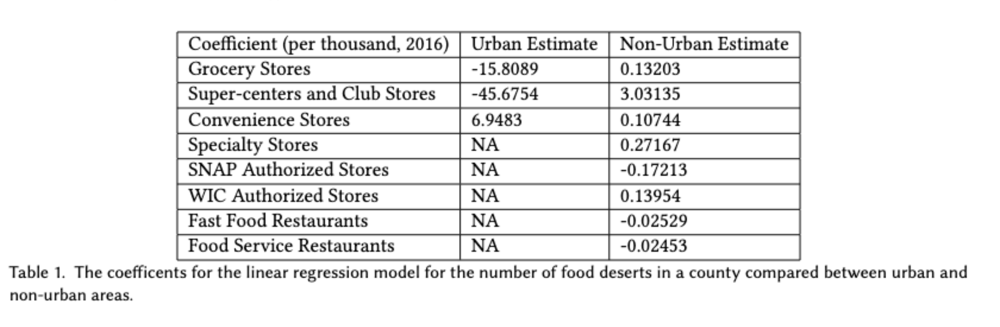 Coefficient (per thousand, 2016) Urban Estimate Non-Urban Estimate
Grocery Stores -15.8089 0.13203
Super-centers and Club Stores -45.6754 3.03135
Convenience Stores 6.9483 0.10744
Specialty Stores NA 0.27167
SNAP Authorized Stores NA -0.17213
WIC Authorized Stores NA 0.13954
Fast Food Restaurants NA -0.02529
Food Service Restaurants NA -0.02453
Table 1. The coefficents for the linear regression model for the number of food deserts in a county compared between urban and
non-urban areas.